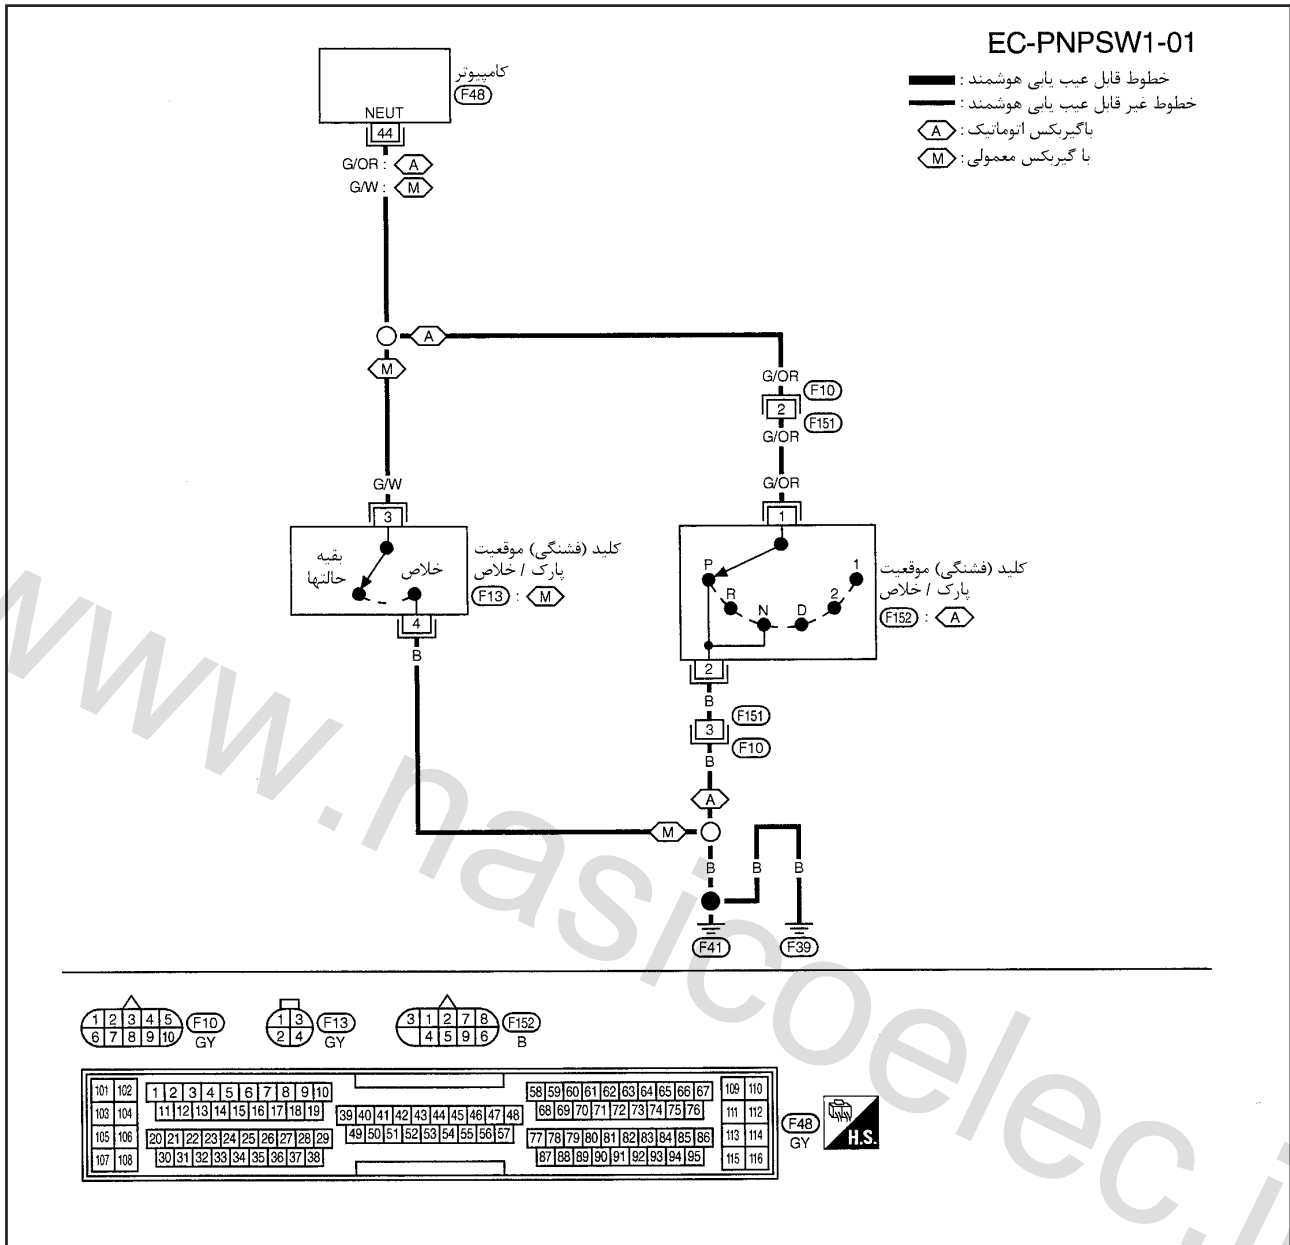 EC-PNPSW1-01
خطوط قابل عیب یابی هوشمند :
خطوط غیر قابل عیب یابی هوشمند :
A : باگیربکس اتوماتیک
M : با گیربکس معمولی
کامپیوتر
F48
NEUT
44
G/OR : A
G/W : M
A
M
G/OR
F10
2
F151
G/OR
G/W
G/OR
3
1
بقیه
حالتها
خلاص
کلید (فشنگی) موقعیت
پارک / خلاص
F13 : M
4
B
P R N D 2 1
کلید (فشنگی) موقعیت
پارک / خلاص
F152 : A
2
B
F151
3
F10
B
A
M
B B B
F41 F39
1 2 3 4 5
6 7 8 9 10
F10
GY
1 3
2 4
F13
GY
3 1 2 7 8
4 5 9 6
F152
B
101 102
103 104
105 106
107 108
1 2 3 4 5 6 7 8 9 10
11 12 13 14 15 16 17 18 19
20 21 22 23 24 25 26 27 28 29
30 31 32 33 34 35 36 37 38
39 40 41 42 43 44 45 46 47 48
49 50 51 52 53 54 55 56 57
58 59 60 61 62 63 64 65 66 67
68 69 70 71 72 73 74 75 76
77 78 79 80 81 82 83 84 85 86
87 88 89 90 91 92 93 94 95
109 110
111 112
113 114
115 116
F48
GY
H.S.
www.nasicoelec.i